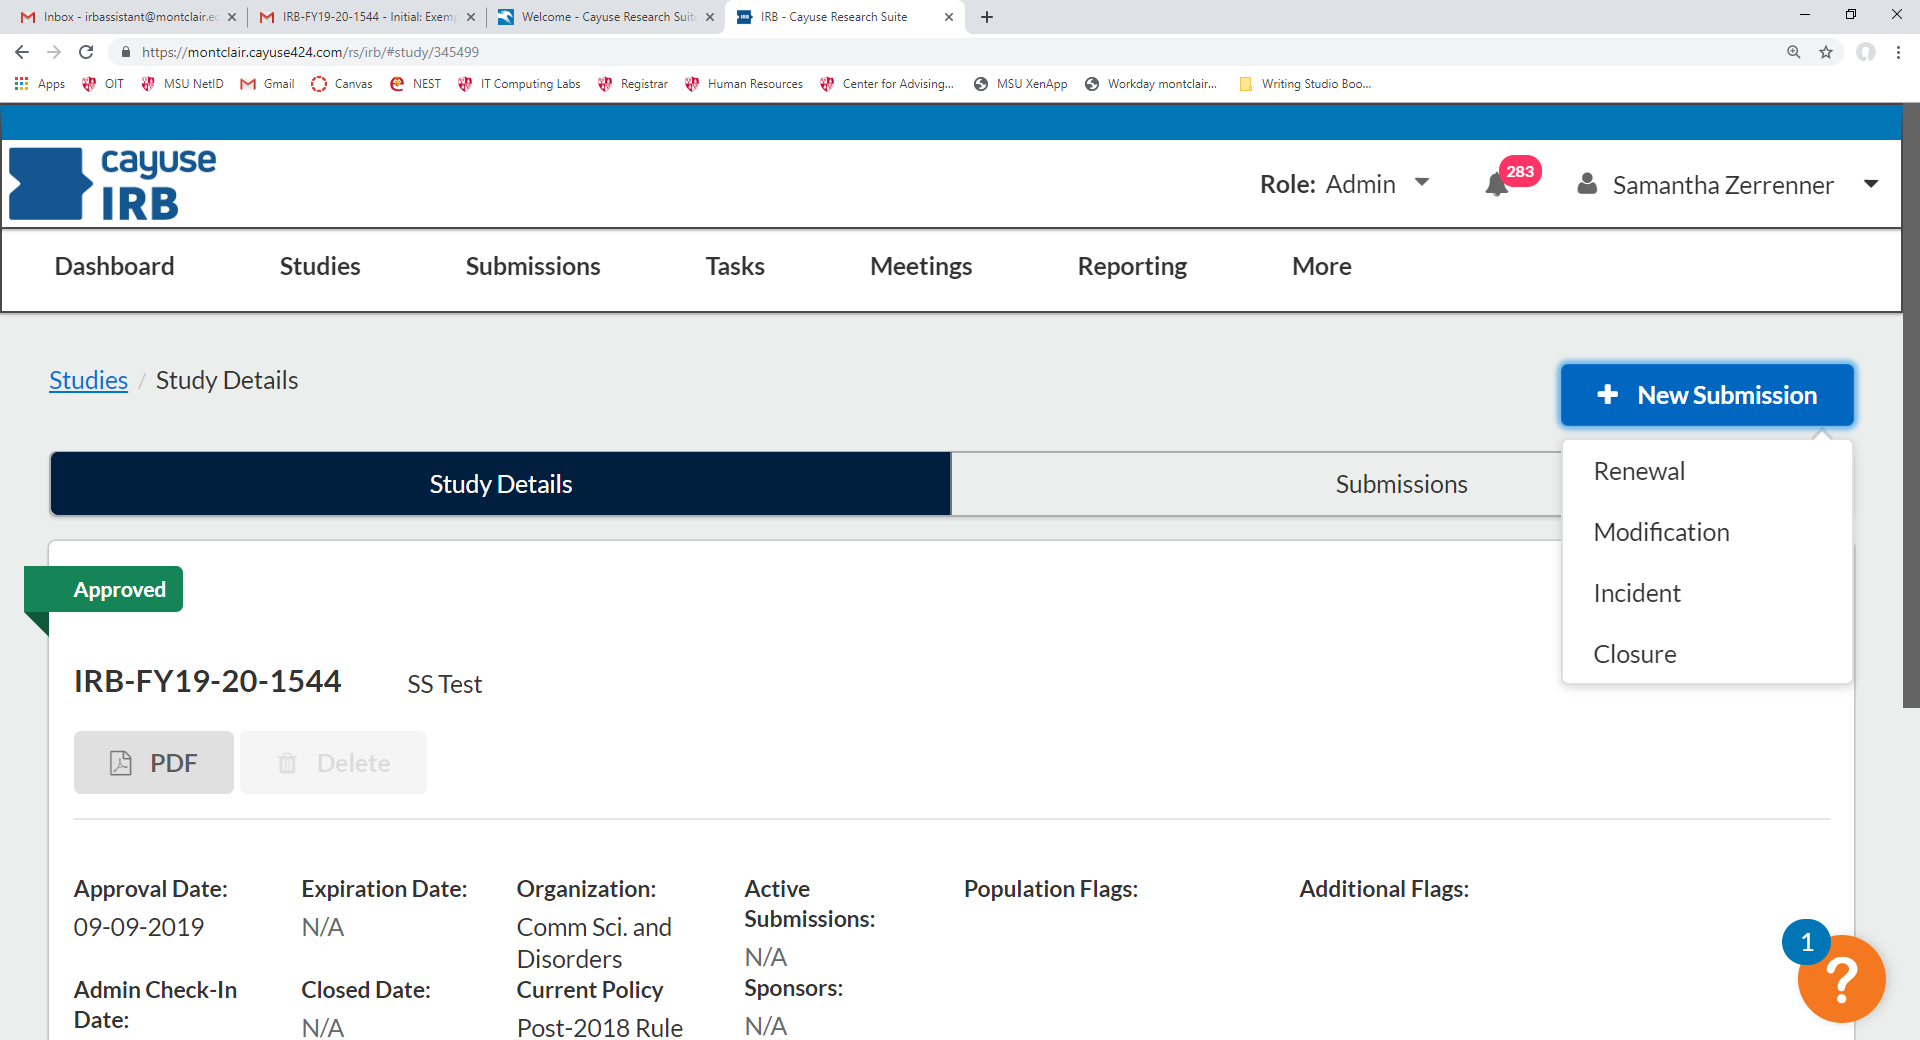 Inbox - irbassistant@montclair.ec
IRB-FY19-20-1544 - Initial: Exemp
Welcome - Cayuse Research Suit
IRB - Cayuse Research Suite
https://montclair.cayuse424.com/rs/irb/#study/345499
Apps OIT MSU NetID Gmail Canvas NEST IT Computing Labs Registrar Human Resources Center for Advising... MSU XenApp Workday montclair... Writing Studio Boo...
cayuse
IRB
Role: Admin
283
Samantha Zerrenner
Dashboard Studies Submissions Tasks Meetings Reporting More
Studies / Study Details
New Submission
Study Details
Submissions
Renewal
Modification
Incident
Closure
Approved
IRB-FY19-20-1544 SS Test
PDF
Delete
Approval Date:
09-09-2019
Expiration Date:
N/A
Organization:
Comm Sci. and
Disorders
Active
Submissions:
N/A
Population Flags:
Additional Flags:
Admin Check-In
Date:
Closed Date:
N/A
Current Policy
Post-2018 Rule
Sponsors:
N/A
1
?